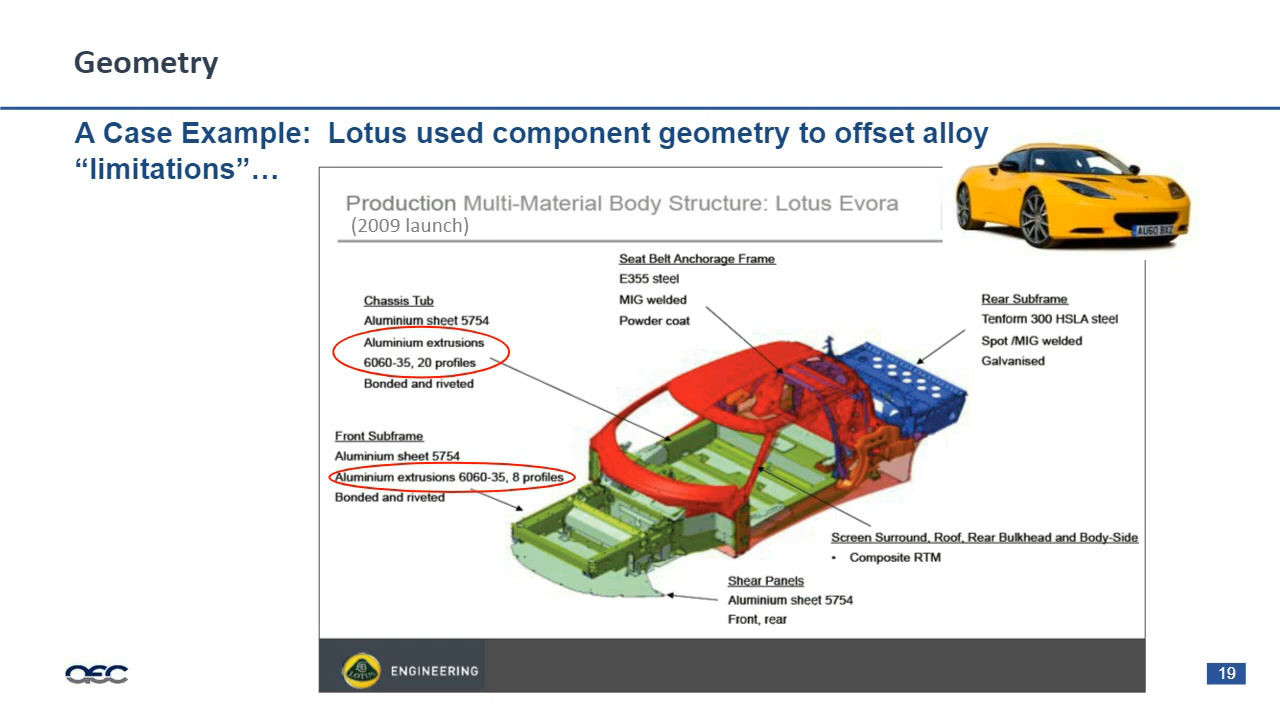 Geometry
A Case Example: Lotus used component geometry to offset alloy
“limitations”…
Production Multi-Material Body Structure: Lotus Evora
(2009 launch)
AU60 BXZ
Seat Belt Anchorage Frame
E355 steel
MIG welded
Powder coat
Chassis Tub
Aluminium sheet 5754
Aluminium extrusions
6060-35, 20 profiles
Bonded and riveted
Rear Subframe
Tenform 300 HSLA steel
Spot /MIG welded
Galvanised
Front Subframe
Aluminium sheet 5754
Aluminium extrusions 6060-35, 8 profiles
Bonded and riveted
Screen Surround, Roof, Rear Bulkhead and Body-Side
• Composite RTM
Shear Panels
Aluminium sheet 5754
Front, rear
LOTUS
ENGINEERING
AEC
19